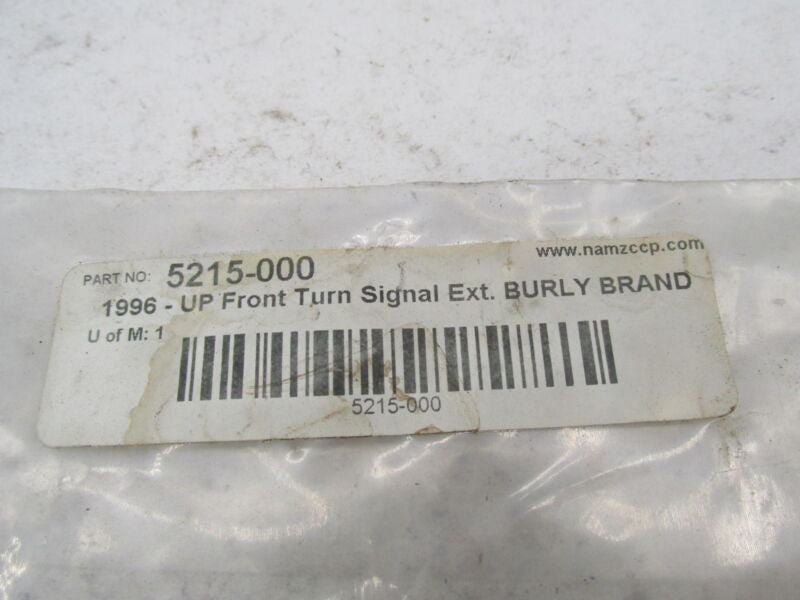 www.namzccp.com
PART NO: 5215-000
1996 - UP Front Turn Signal Ext. BURLY BRAND
U of M: 1
5215-000